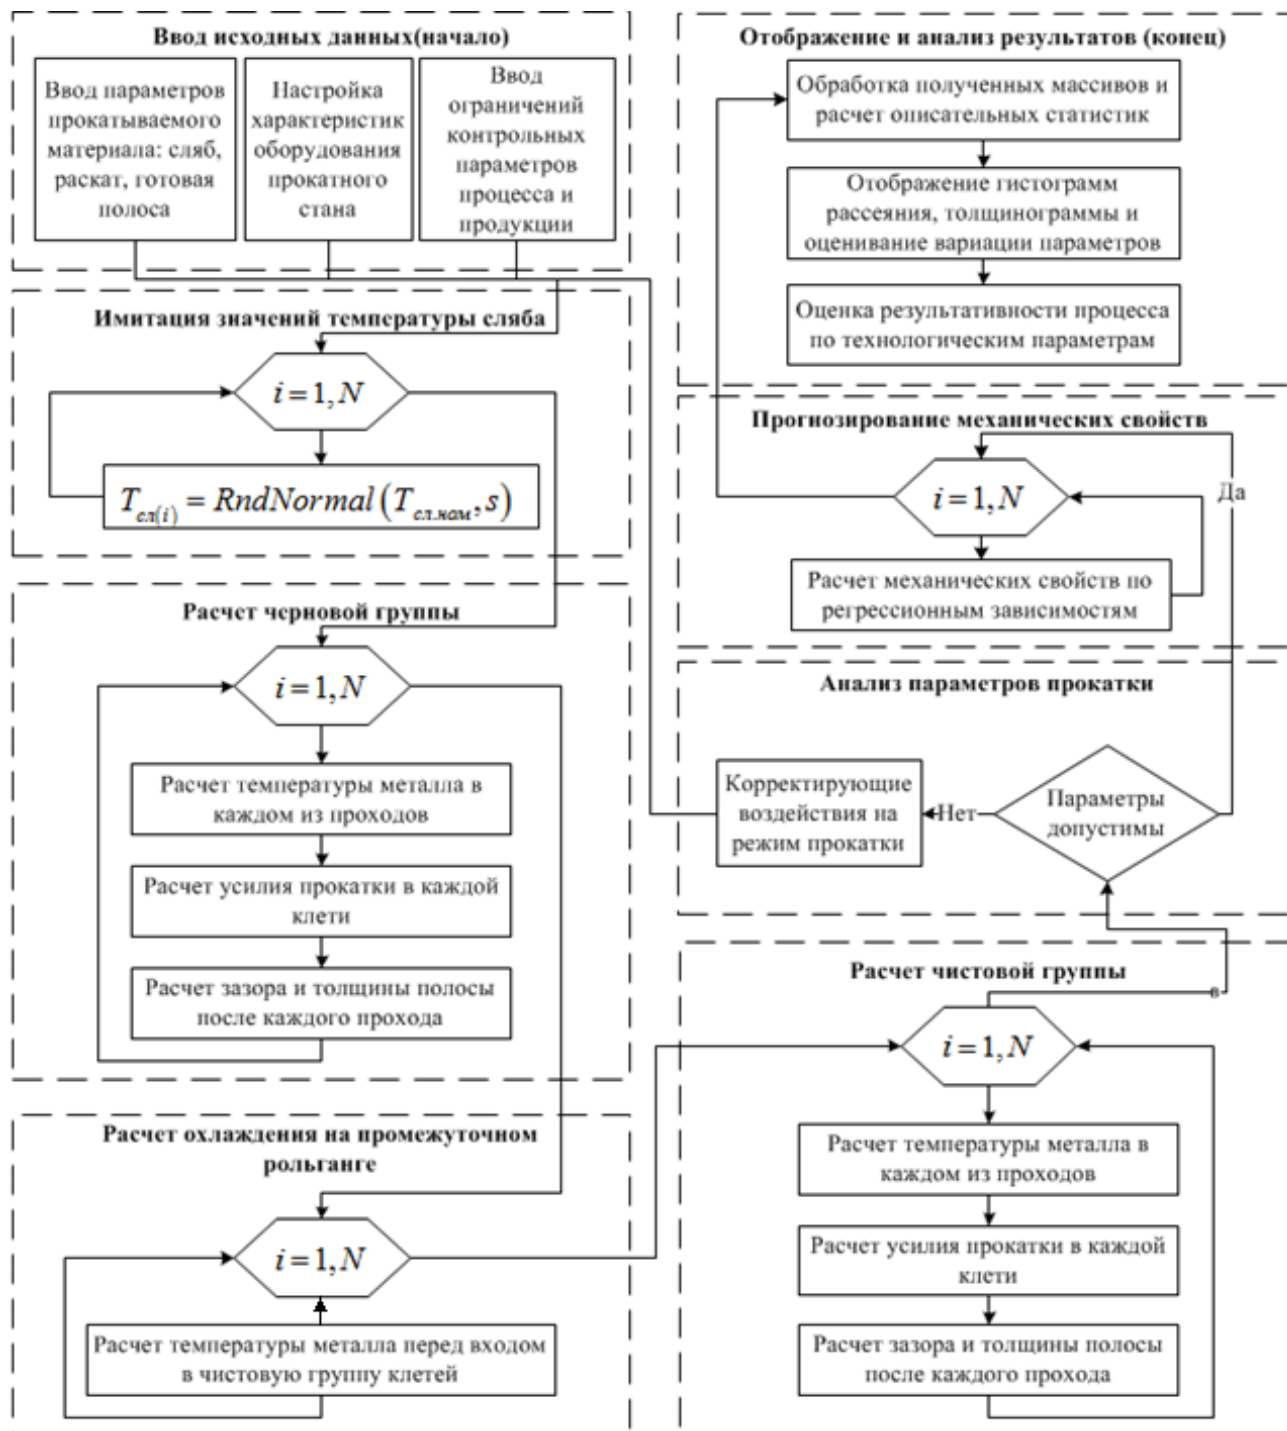 Ввод исходных данных(начало)
Ввод параметров
прокатываемого
материала: сляб,
раскат, готовая
полоса
Настройка
характеристик
оборудования
прокатного
стана
Ввод
ограничений
контрольных
параметров
процесса и
продукции
Имитация значений температуры сляба
i = 1, N
T сл(i) = RndNormal (T сл.ном, s)
Расчет черновой группы
i = 1, N
Расчет температуры металла в
каждом из проходов
Расчет усилия прокатки в каждой
клети
Расчет зазора и толщины полосы
после каждого прохода
Расчет охлаждения на промежуточном
рольганге
i = 1, N
Расчет температуры металла перед входом
в чистовую группу клетей
Отображение и анализ результатов (конец)
Обработка полученных массивов и
расчет описательных статистик
Отображение гистограмм
рассеяния, толщинограммы и
оценивание вариации параметров
Оценка результативности процесса
по технологическим параметрам
Прогнозирование механических свойств
i = 1, N
Да
Расчет механических свойств по
регрессионным зависимостям
Анализ параметров прокатки
Корректирующие
воздействия на
режим прокатки
Нет
Параметры
допустимы
Расчет чистовой группы
в
i = 1, N
Расчет температуры металла в
каждом из проходов
Расчет усилия прокатки в каждой
клети
Расчет зазора и толщины полосы
после каждого прохода